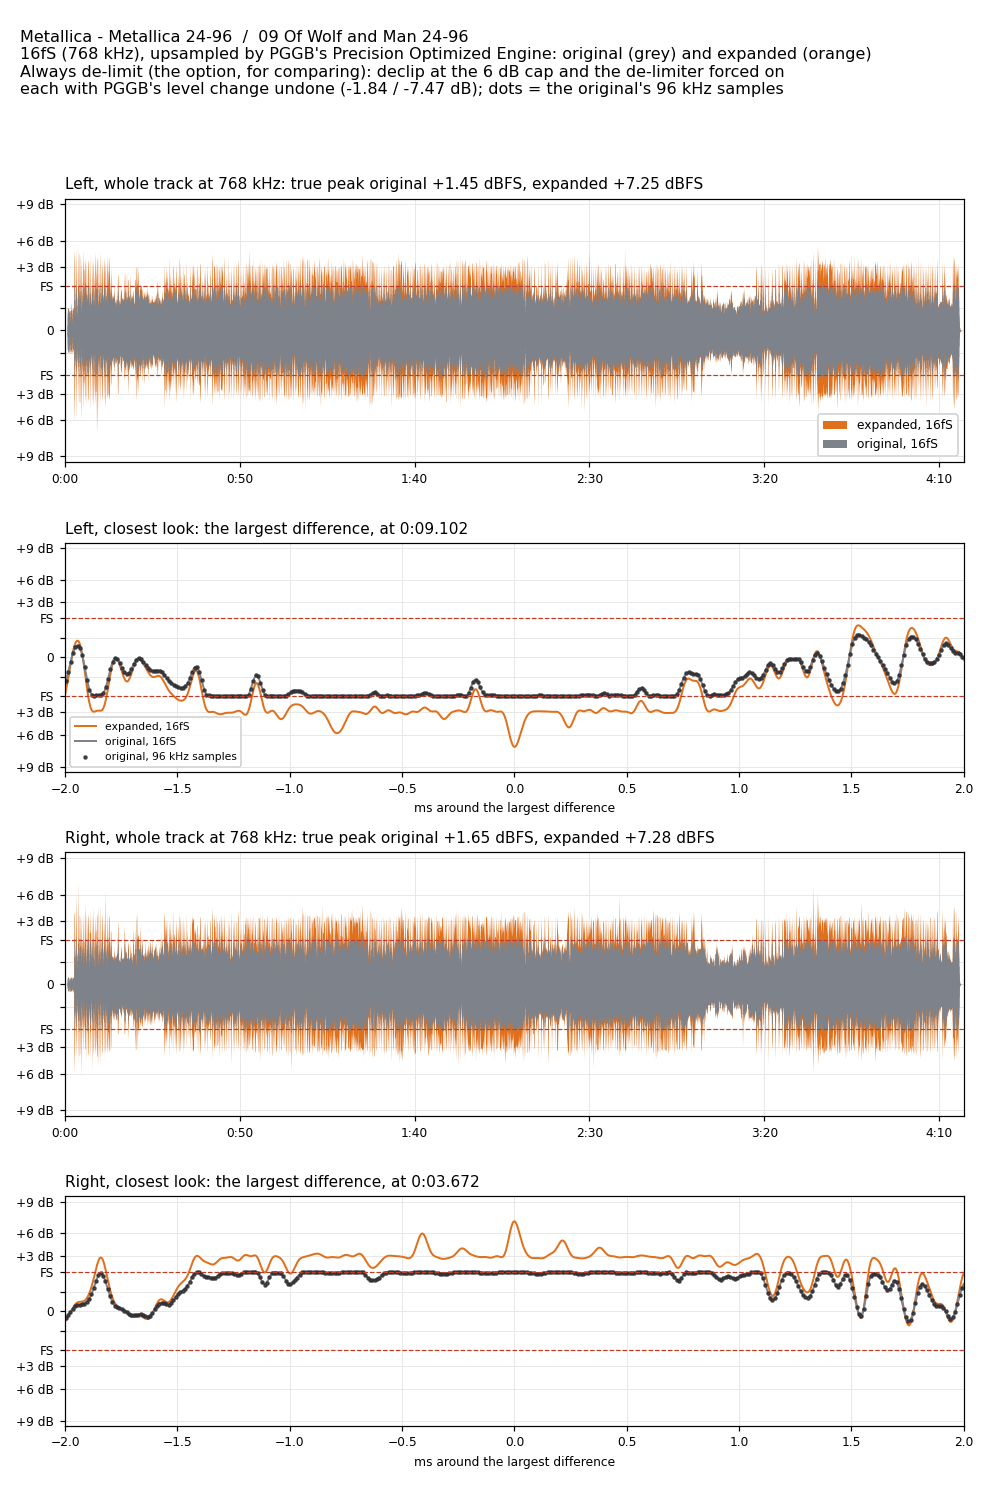 Metallica - Metallica 24-96  /  09 Of Wolf and Man 24-96
16fS (768 kHz), upsampled by PGGB's Precision Optimized Engine: original (grey) and expanded (orange)
Always de-limit (the option, for comparing): declip at the 6 dB cap and the de-limiter forced on
each with PGGB's level change undone (-1.84 / -7.47 dB); dots = the original's 96 kHz samples
Left, whole track at 768 kHz: true peak original +1.45 dBFS, expanded +7.25 dBFS
+9 dB
+6 dB
+3 dB
FS
0
FS
+3 dB
+6 dB
+9 dB
expanded, 16fS
original, 16fS
0:00 0:50 1:40 2:30 3:20 4:10
Left, closest look: the largest difference, at 0:09.102
+9 dB
+6 dB
+3 dB
FS
0
FS
+3 dB
+6 dB
+9 dB
expanded, 16fS
original, 16fS
original, 96 kHz samples
−2.0 −1.5 −1.0 −0.5 0.0 0.5 1.0 1.5 2.0
ms around the largest difference
Right, whole track at 768 kHz: true peak original +1.65 dBFS, expanded +7.28 dBFS
+9 dB
+6 dB
+3 dB
FS
0
FS
+3 dB
+6 dB
+9 dB
0:00 0:50 1:40 2:30 3:20 4:10
Right, closest look: the largest difference, at 0:03.672
+9 dB
+6 dB
+3 dB
FS
0
FS
+3 dB
+6 dB
+9 dB
−2.0 −1.5 −1.0 −0.5 0.0 0.5 1.0 1.5 2.0
ms around the largest difference